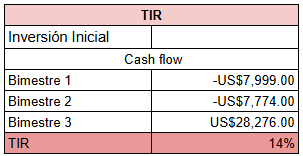 TIR
Inversión Inicial
Cash flow
Bimestre 1 -US$7,999.00
Bimestre 2 -US$7,774.00
Bimestre 3 US$28,276.00
TIR 14%